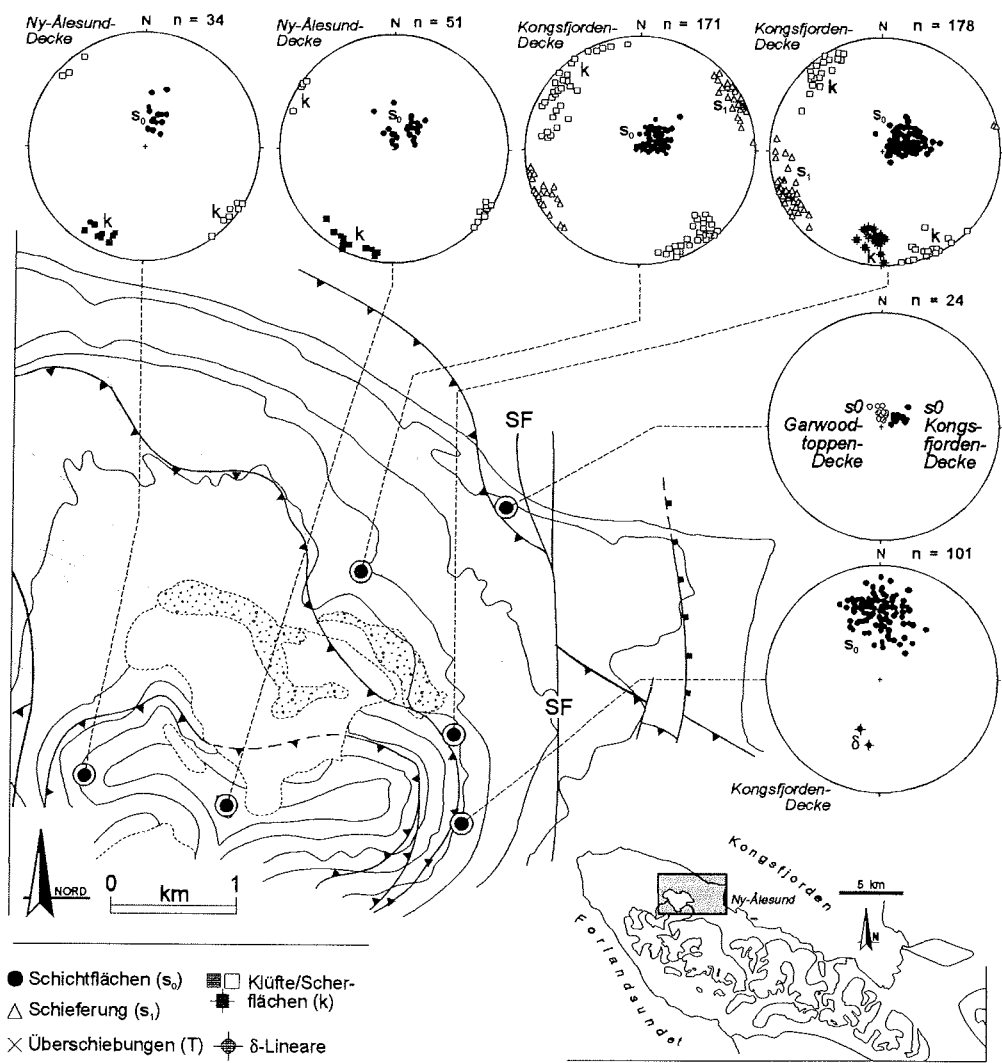 Ny-Ålesund-
Decke
N n = 34
Ny-Ålesund-
Decke
N n = 51
Kongsfjorden-
Decke
N n = 171
Kongsfjorden-
Decke
N n = 178
s₀
k
k
k
s₀
k
k
s₀
s₁
k
s₀
s₁
k
k
N n = 24
s0
Garwood-
toppen-
Decke
s0
Kongs-
fjorden-
Decke
SF
SF
N n = 101
s₀
δ
Kongsfjorden-
Decke
NORD
0 1
km
Kongsfjorden
Ny-Ålesund
Forlandsundet
5 km
N
Schichtflächen (s₀)
Schieferung (s₁)
Überschiebungen (T)
Klüfte/Scher-
flächen (k)
δ-Lineare